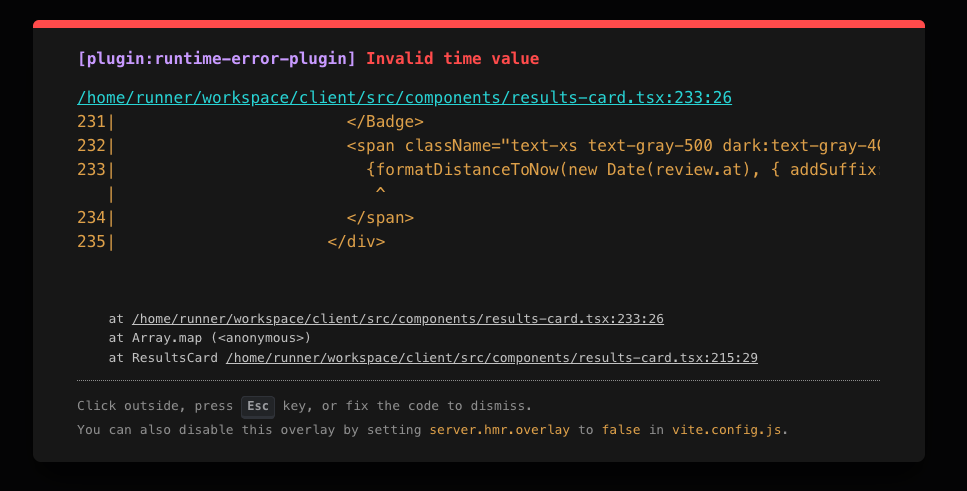 [plugin:runtime-error-plugin] Invalid time value
/home/runner/workspace/client/src/components/results-card.tsx:233:26
231|                        </Badge>
232|                        <span className="text-xs text-gray-500 dark:text-gray-40
233|                          {formatDistanceToNow(new Date(review.at), { addSuffix:
   |                           ^
234|                        </span>
235|                      </div>
at /home/runner/workspace/client/src/components/results-card.tsx:233:26
at Array.map (<anonymous>)
at ResultsCard /home/runner/workspace/client/src/components/results-card.tsx:215:29
Click outside, press Esc key, or fix the code to dismiss.
You can also disable this overlay by setting server.hmr.overlay to false in vite.config.js.